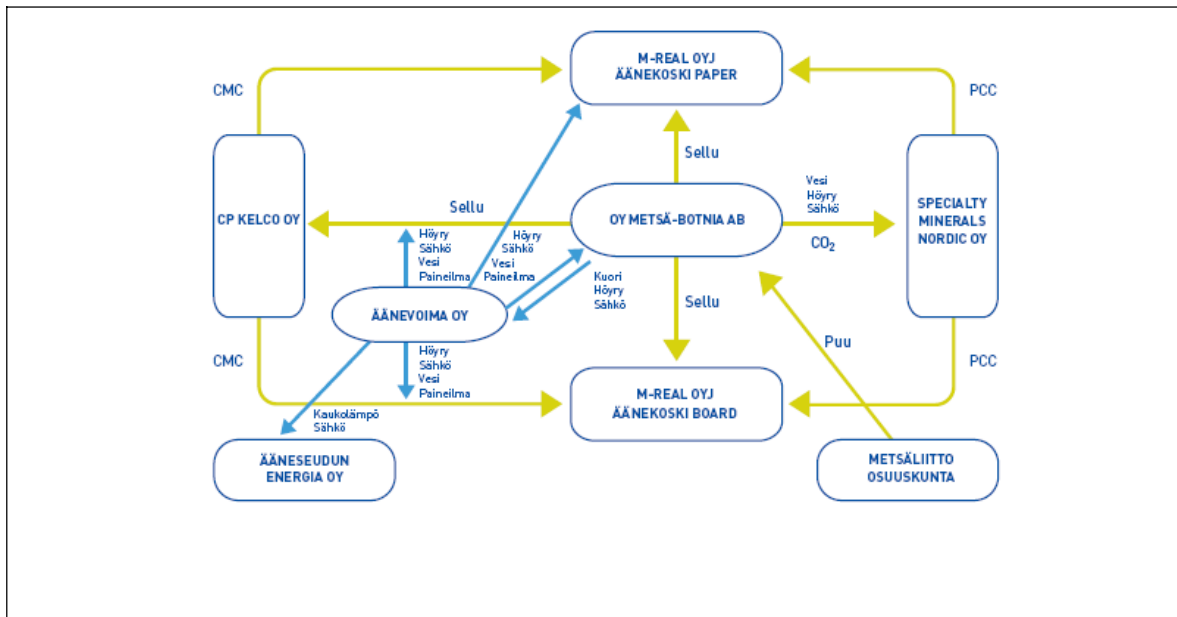 M-REAL OYJ
ÄÄNEKOSKI PAPER
CMC
PCC
Sellu
CP KELCO OY
Sellu
OY METSÄ-BOTNIA AB
Vesi
Höyry
Sähkö
CO₂
SPECIALTY
MINERALS
NORDIC OY
Höyry
Sähkö
Vesi
Paineilma
Höyry
Sähkö
Vesi
Paineilma
Kuori
Höyry
Sähkö
ÄÄNEVOIMA OY
Sellu
Puu
CMC
Höyry
Sähkö
Vesi
Paineilma
PCC
M-REAL OYJ
ÄÄNEKOSKI BOARD
Kaukolämpö
Sähkö
ÄÄNESEUDUN
ENERGIA OY
METSÄLIITTO
OSUUSKUNTA